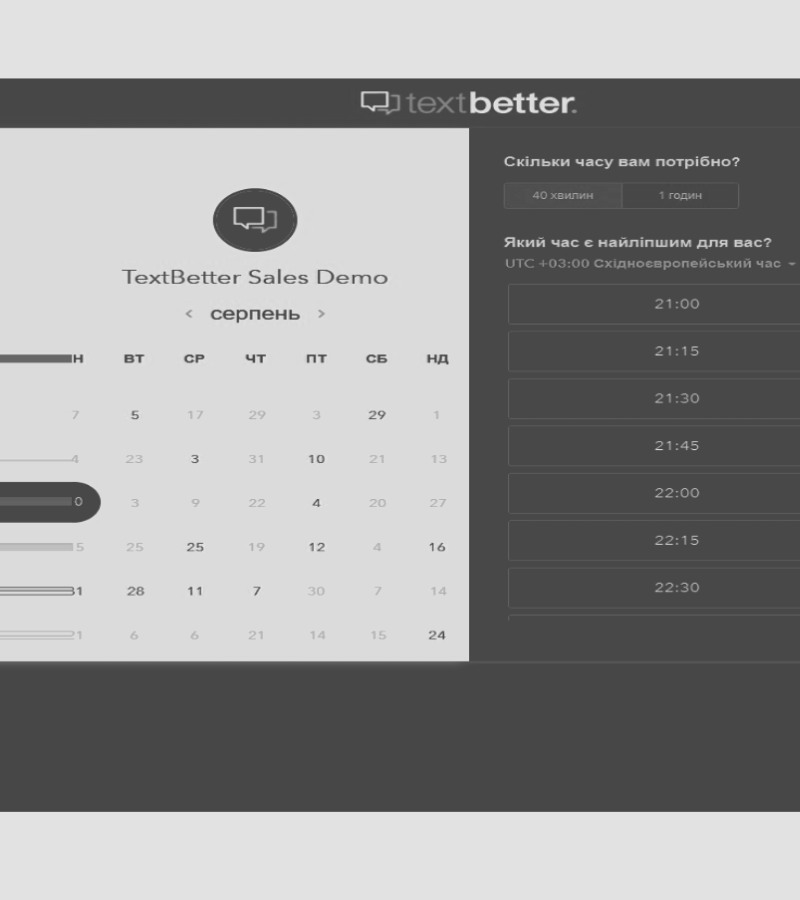 textbetter.
TextBetter Sales Demo
< серпень >
Н ВТ СР ЧТ ПТ СБ НД
7 5 17 29 3 29 1
4 23 3 31 10 21 13
0 3 9 22 4 20 27
5 25 25 19 12 4 16
31 28 11 7 30 7 14
21 6 6 21 14 15 24
Скільки часу вам потрібно?
40 хвилин 1 годин
Який час є найліпшим для вас?
UTC +03:00 Східноєвропейський час
21:00
21:15
21:30
21:45
22:00
22:15
22:30